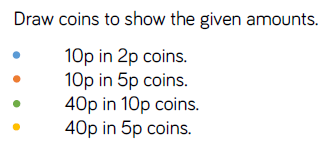 Draw coins to show the given amounts.
• 10p in 2p coins.
• 10p in 5p coins.
• 40p in 10p coins.
• 40p in 5p coins.